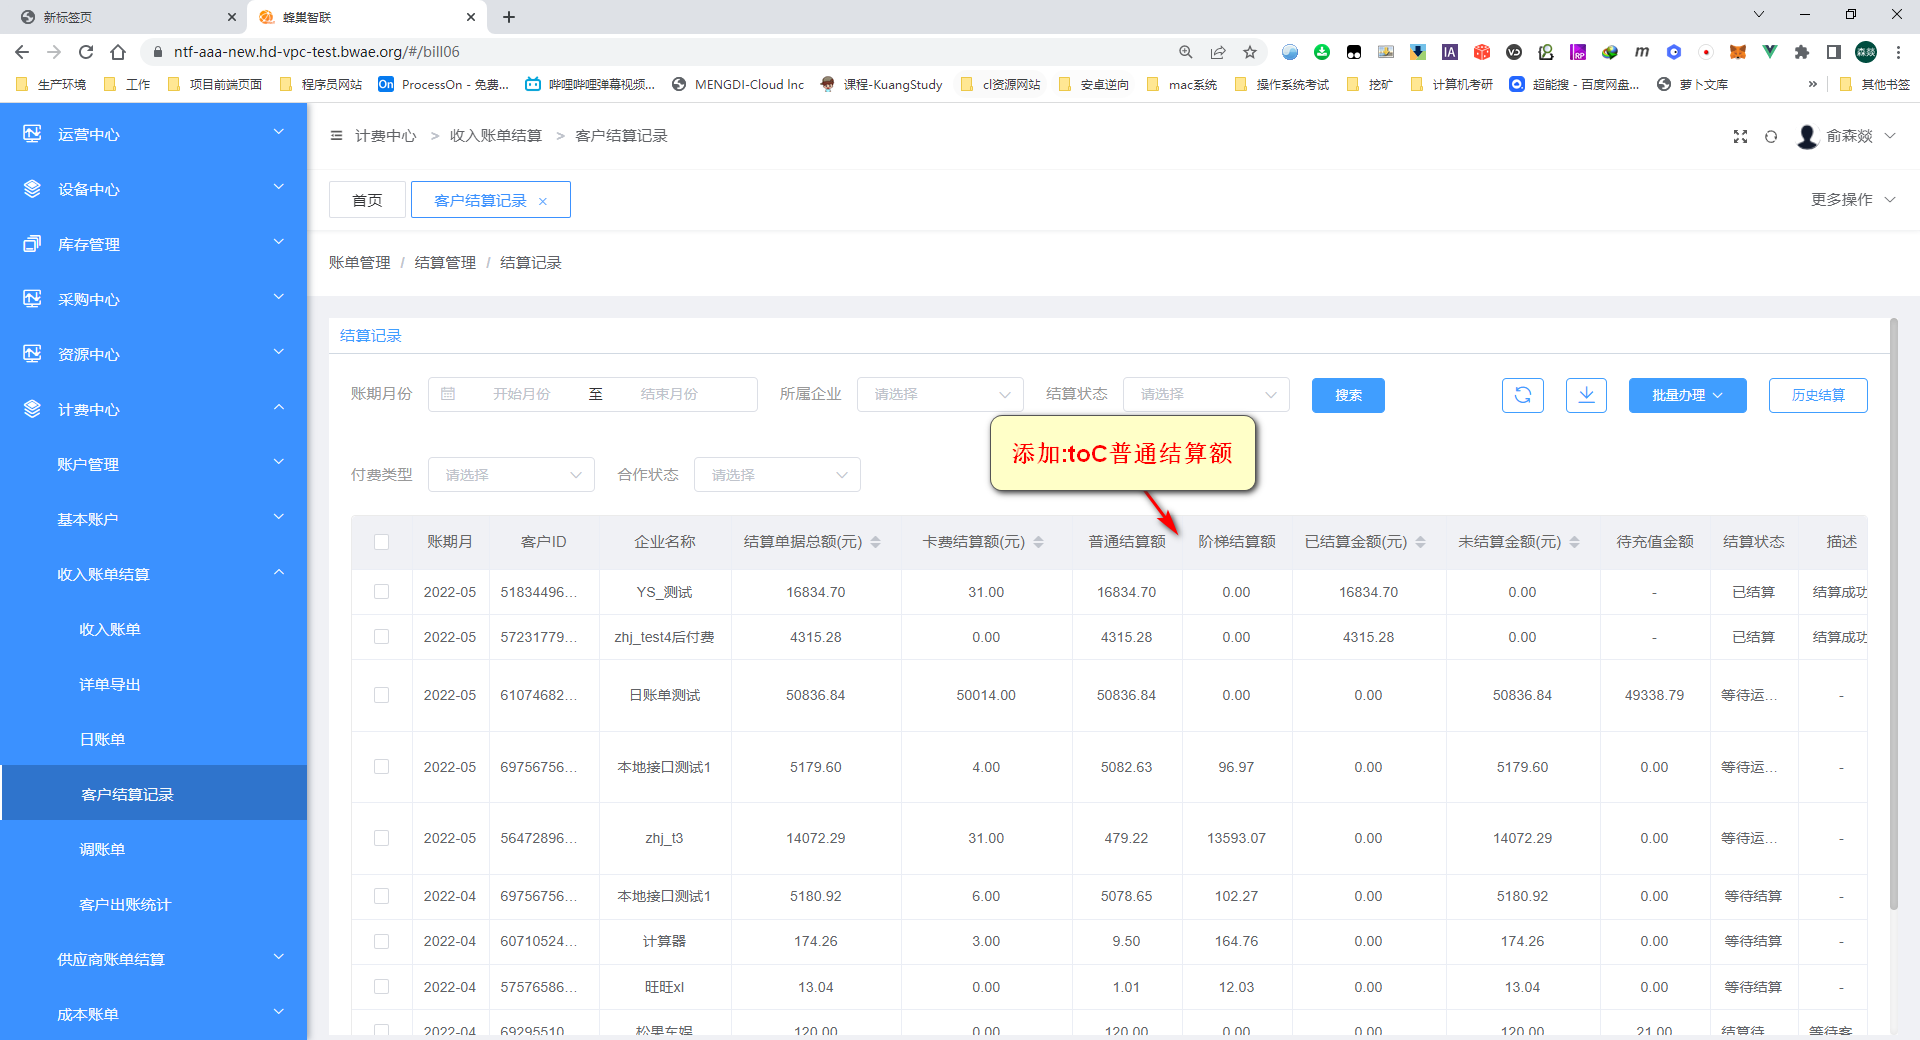 新标签页
蜂巢智联
ntf-aaa-new.hd-vpc-test.bwae.org/#/bill06
生产环境 工作 项目前端页面 程序员网站 On ProcessOn - 免费... 哔哩哔哩弹幕视频... MENGDI-Cloud Inc 课程-KuangStudy cl资源网站 安卓逆向 mac系统 操作系统考试 挖矿 计算机考研 超能搜 - 百度网盘... 萝卜文库 » 其他书签
运营中心
设备中心
库存管理
采购中心
资源中心
计费中心
账户管理
基本账户
收入账单结算
收入账单
详单导出
日账单
客户结算记录
调账单
客户出账统计
供应商账单结算
成本账单
计费中心 > 收入账单结算 > 客户结算记录
俞森燚
首页 客户结算记录 ×
更多操作
账单管理 / 结算管理 / 结算记录
结算记录
账期月份 开始月份 至 结束月份 所属企业 请选择 结算状态 请选择 搜索 批量办理 历史结算
付费类型 请选择 合作状态 请选择
添加:toC普通结算额
账期月 客户ID 企业名称 结算单据总额(元) 卡费结算额(元) 普通结算额 阶梯结算额 已结算金额(元) 未结算金额(元) 待充值金额 结算状态 描述
2022-05 51834496... YS_测试 16834.70 31.00 16834.70 0.00 16834.70 0.00 - 已结算 结算成功
2022-05 57231779... zhj_test4后付费 4315.28 0.00 4315.28 0.00 4315.28 0.00 - 已结算 结算成功
2022-05 61074682... 日账单测试 50836.84 50014.00 50836.84 0.00 0.00 50836.84 49338.79 等待运... -
2022-05 69756756... 本地接口测试1 5179.60 4.00 5082.63 96.97 0.00 5179.60 0.00 等待运... -
2022-05 56472896... zhj_t3 14072.29 31.00 479.22 13593.07 0.00 14072.29 0.00 等待运... -
2022-04 69756756... 本地接口测试1 5180.92 6.00 5078.65 102.27 0.00 5180.92 0.00 等待结算 -
2022-04 60710524... 计算器 174.26 3.00 9.50 164.76 0.00 174.26 0.00 等待结算 -
2022-04 57576586... 旺旺xl 13.04 0.00 1.01 12.03 0.00 13.04 0.00 等待结算 -
2022-04 69295510... 松果车娱 120.00 0.00 120.00 0.00 0.00 120.00 21.00 结算待... 等待客